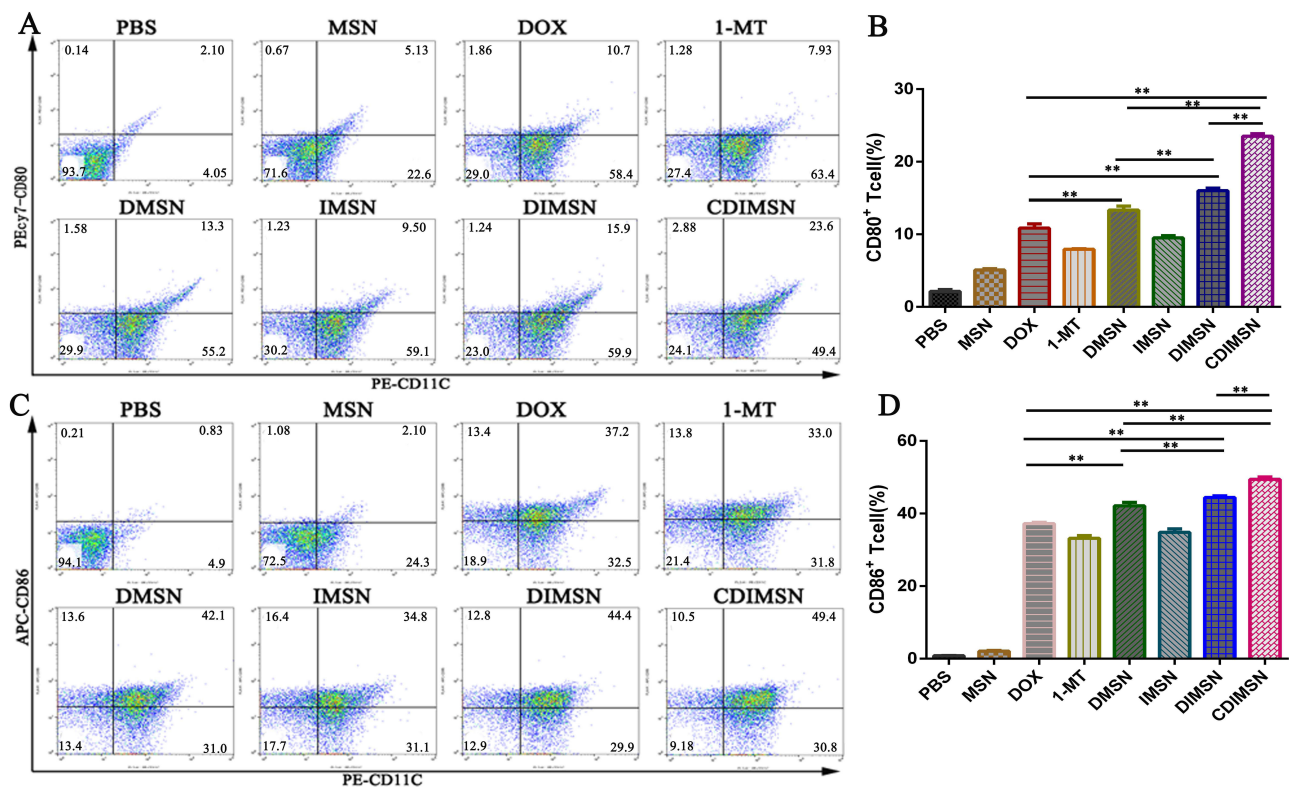 A
PBS MSN DOX 1-MT
0.14 2.10 0.67 5.13 1.86 10.7 1.28 7.93
93.7 4.05 71.6 22.6 29.0 58.4 27.4 63.4
DMSN IMSN DIMSN CDIMSN
1.58 13.3 1.23 9.50 1.24 15.9 2.88 23.6
29.9 55.2 30.2 59.1 23.0 59.9 24.1 49.4
PEcy7-CD80
PE-CD11C
B
** ** ** ** ** **
CD80+ Tcell(%)
30
20
10
0
PBS MSN DOX 1-MT DMSN IMSN DIMSN CDIMSN
C
PBS MSN DOX 1-MT
0.21 0.83 1.08 2.10 13.4 37.2 13.8 33.0
94.1 4.9 72.5 24.3 18.9 32.5 21.4 31.8
DMSN IMSN DIMSN CDIMSN
13.6 42.1 16.4 34.8 12.8 44.4 10.5 49.4
13.4 31.0 17.7 31.1 12.9 29.9 9.18 30.8
APC-CD86
PE-CD11C
D
** ** ** ** ** **
CD86+ Tcell(%)
60
40
20
0
PBS MSN DOX 1-MT DMSN IMSN DIMSN CDIMSN